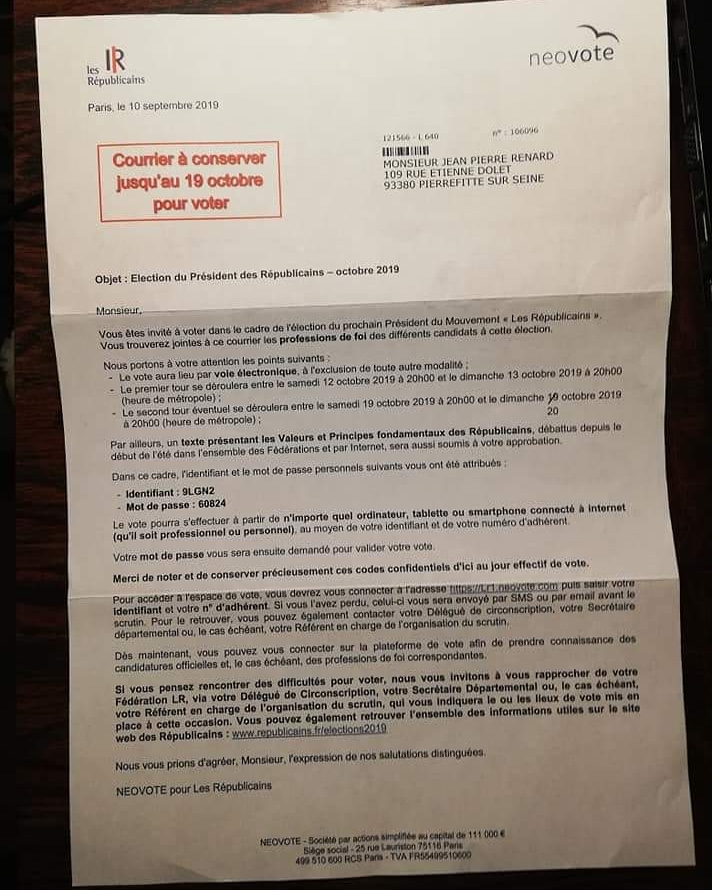 les LR
Républicains
neovote
Paris, le 10 septembre 2019
121566 - L 640
n° : 106096
Courrier à conserver
jusqu'au 19 octobre
pour voter
MONSIEUR JEAN PIERRE RENARD
109 RUE ETIENNE DOLET
93380 PIERREFITTE SUR SEINE
Objet : Election du Président des Républicains – octobre 2019
Monsieur,
Vous êtes invité à voter dans le cadre de l'élection du prochain Président du Mouvement « Les Républicains ».
Vous trouverez jointes à ce courrier les professions de foi des différents candidats à cette élection.
Nous portons à votre attention les points suivants :
- Le vote aura lieu par voie électronique, à l'exclusion de toute autre modalité ;
- Le premier tour se déroulera entre le samedi 12 octobre 2019 à 20h00 et le dimanche 13 octobre 2019 à 20h00
(heure de métropole) ;
- Le second tour éventuel se déroulera entre le samedi 19 octobre 2019 à 20h00 et le dimanche 19 octobre 2019
20
à 20h00 (heure de métropole) ;
Par ailleurs, un texte présentant les Valeurs et Principes fondamentaux des Républicains, débattus depuis le
début de l'été dans l'ensemble des Fédérations et par Internet, sera aussi soumis à votre approbation.
Dans ce cadre, l'identifiant et le mot de passe personnels suivants vous ont été attribués :
- Identifiant : 9LGN2
- Mot de passe : 60824
Le vote pourra s'effectuer à partir de n'importe quel ordinateur, tablette ou smartphone connecté à Internet
(qu'il soit professionnel ou personnel), au moyen de votre identifiant et de votre numéro d'adhérent.
Votre mot de passe vous sera ensuite demandé pour valider votre vote.
Merci de noter et de conserver précieusement ces codes confidentiels d'ici au jour effectif de vote.
Pour accéder à l'espace de vote, vous devrez vous connecter à l'adresse https://Lr1.neovote.com puis saisir votre
identifiant et votre n° d'adhérent. Si vous l'avez perdu, celui-ci vous sera envoyé par SMS ou par email avant le
scrutin. Pour le retrouver, vous pouvez également contacter votre Délégué de circonscription, votre Secrétaire
départemental ou, le cas échéant, votre Référent en charge de l'organisation du scrutin.
Dès maintenant, vous pouvez vous connecter sur la plateforme de vote afin de prendre connaissance des
candidatures officielles et, le cas échéant, des professions de foi correspondantes.
Si vous pensez rencontrer des difficultés pour voter, nous vous invitons à vous rapprocher de votre
Fédération LR, via votre Délégué de Circonscription, votre Secrétaire Départemental ou, le cas échéant,
votre Référent en charge de l'organisation du scrutin, qui vous indiquera le ou les lieux de vote mis en
place à cette occasion. Vous pouvez également retrouver l'ensemble des informations utiles sur le site
web des Républicains : www.republicains.fr/elections2019
Nous vous prions d'agréer, Monsieur, l'expression de nos salutations distinguées.
NEOVOTE pour Les Républicains
NEOVOTE - Société par actions simplifiée au capital de 111 000 €
Siège social - 25 rue Lauriston 75116 Paris
499 510 600 RCS Paris - TVA FR55499510600